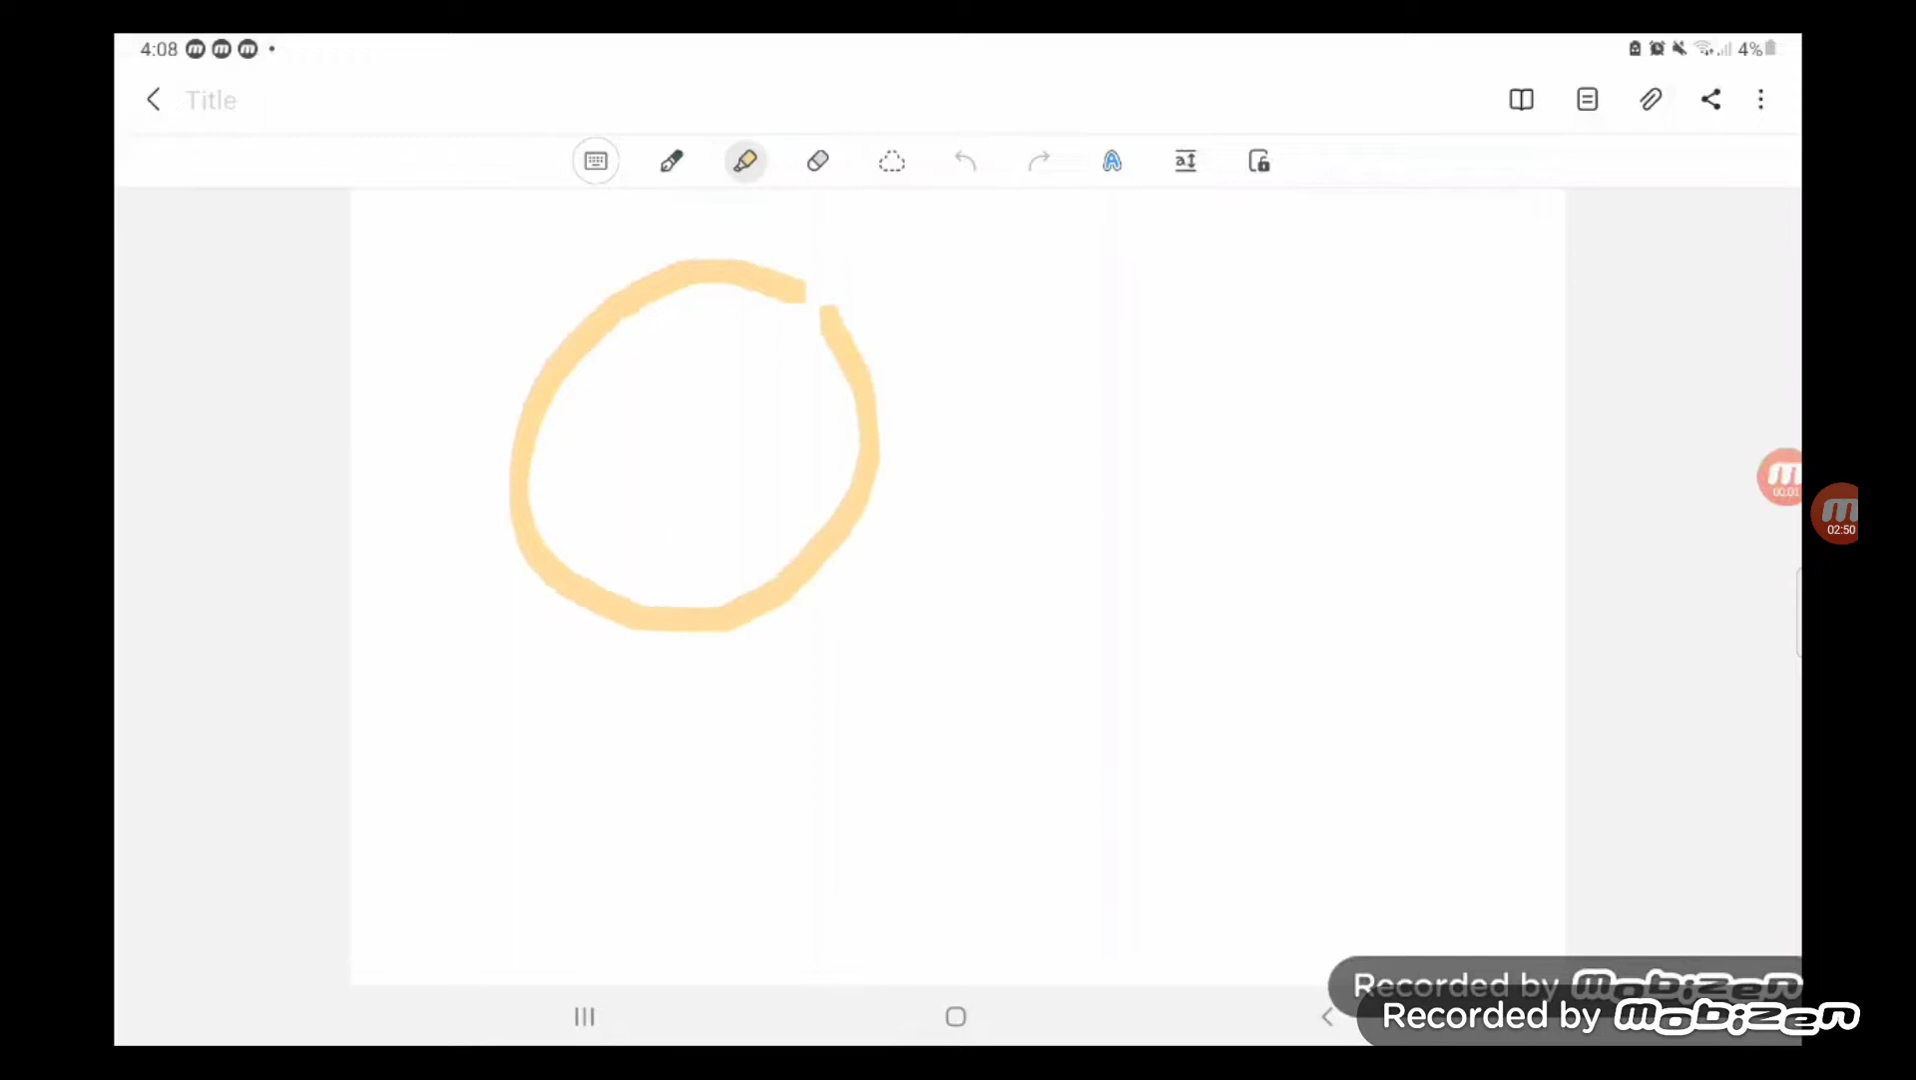 4:08 4%
Title
00:01
02:50
Recorded by mobizen
Recorded by mobizen